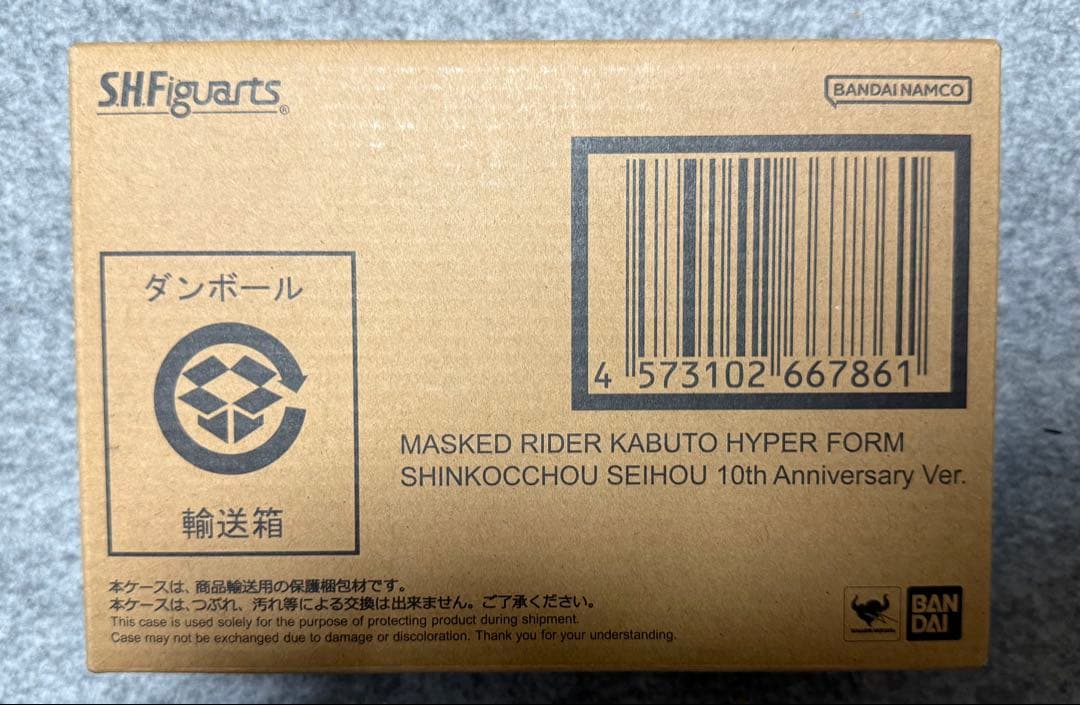 S.H.Figuarts®
BANDAI NAMCO
4 573102 667861
MASKED RIDER KABUTO HYPER FORM
SHINKOCCHOU SEIHOU 10th Anniversary Ver.
ダンボール
輸送箱
本ケースは、商品輸送用の保護梱包材です。
本ケースは、つぶれ、汚れ等による交換は出来ません。ご了承ください。
This case is used solely for the purpose of protecting product during shipment.
Case may not be exchanged due to damage or discoloration. Thank you for your understanding.
BAN
DAI